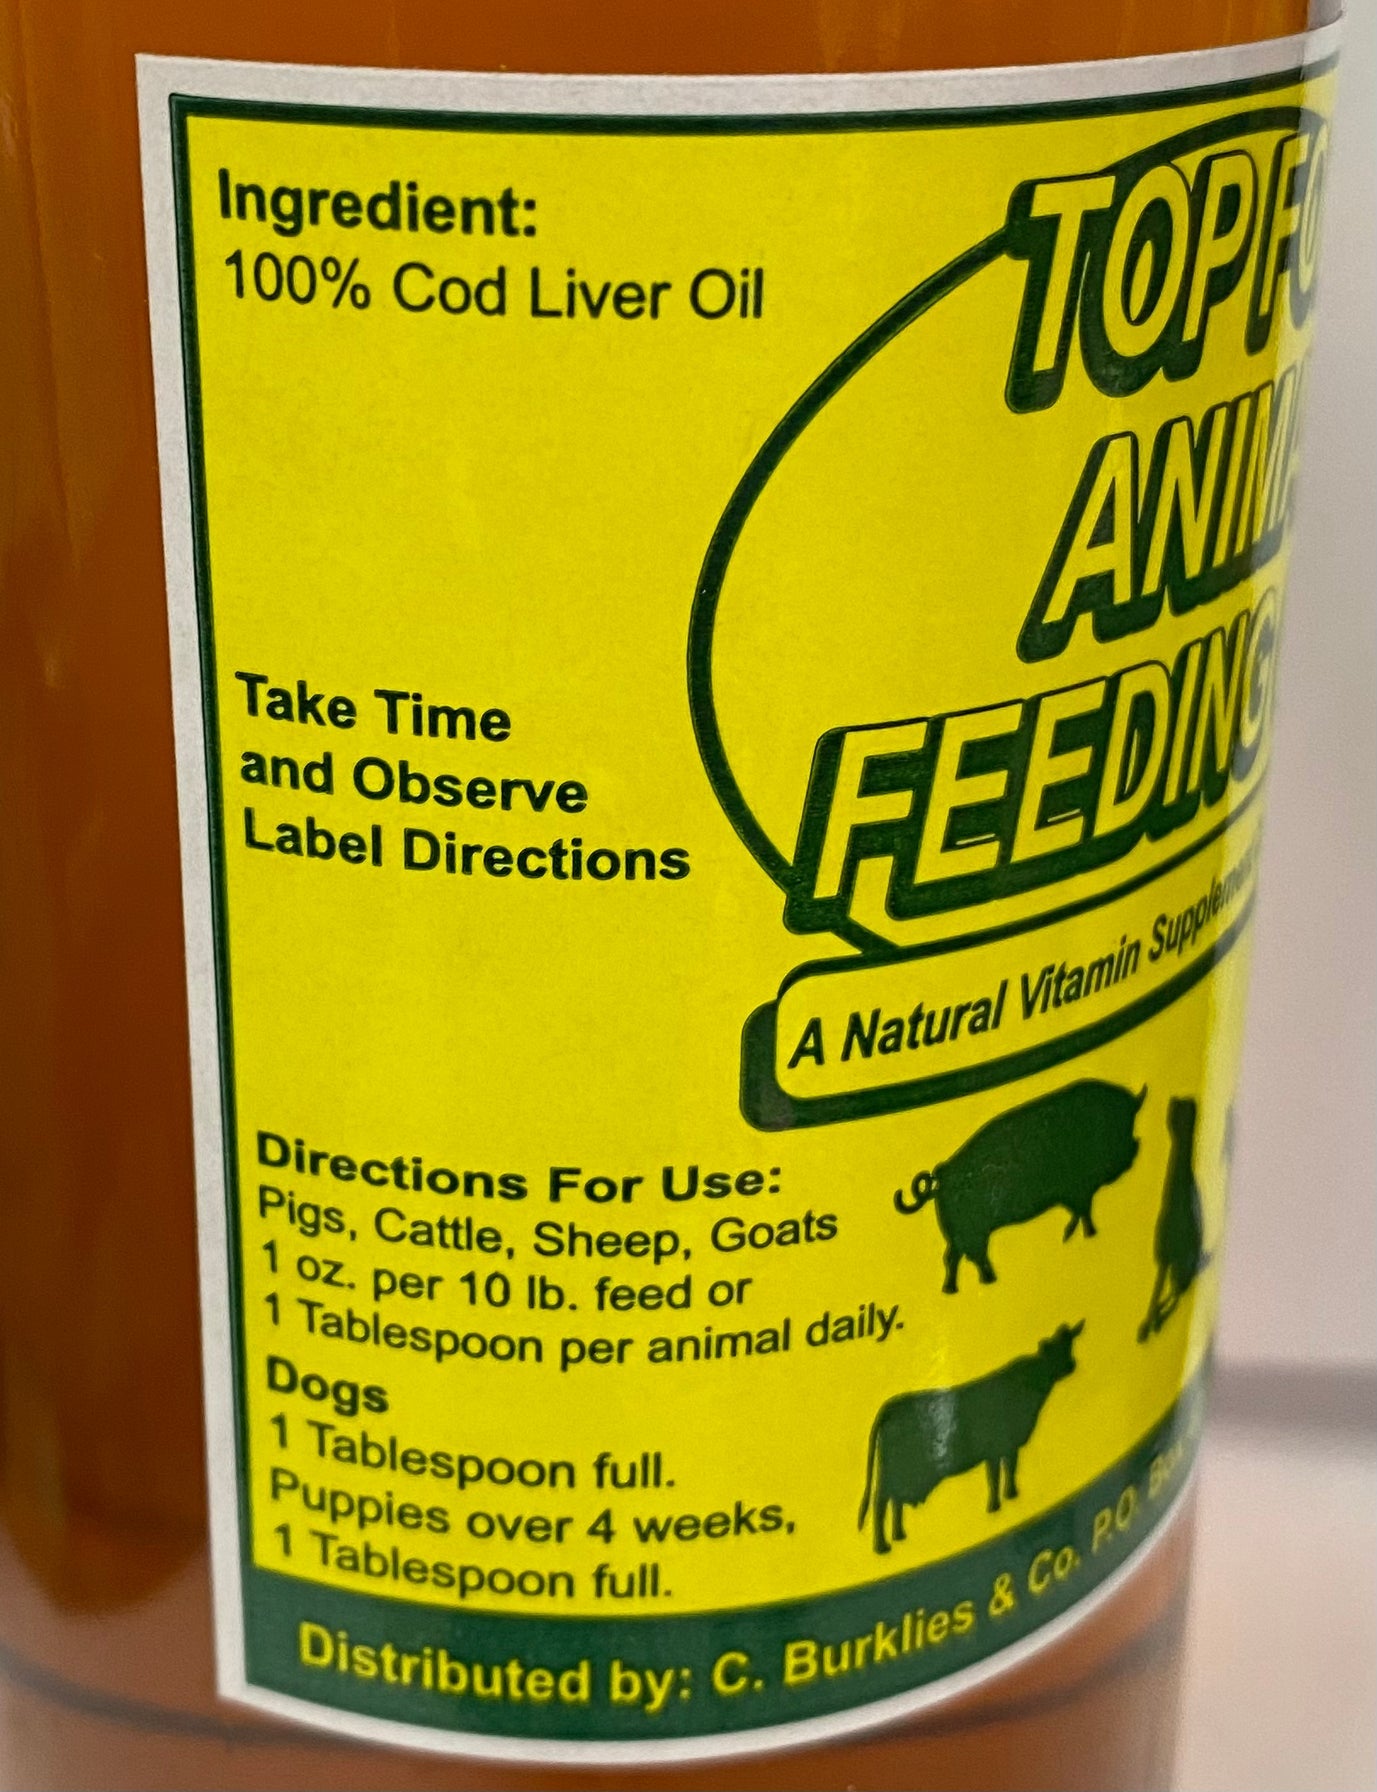 Ingredient:
100% Cod Liver Oil
Take Time
and Observe
Label Directions
Directions For Use:
Pigs, Cattle, Sheep, Goats
1 oz. per 10 lb. feed or
1 Tablespoon per animal daily.
Dogs
1 Tablespoon full.
Puppies over 4 weeks,
1 Tablespoon full.
TOP
FEEDING
A Natural Vitamin
Distributed by: C. Burklies & Co. P.O.